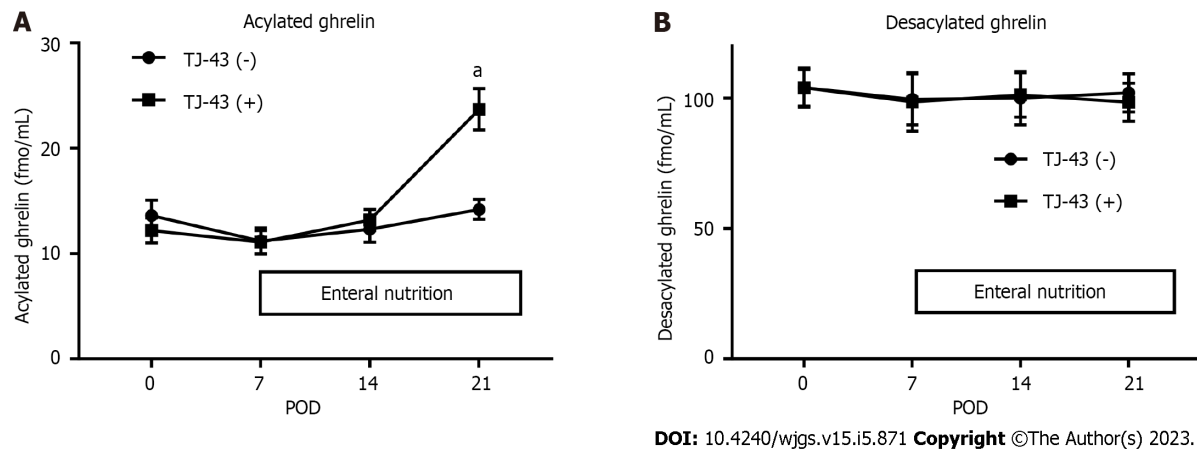 A
Acylated ghrelin
30
20
10
0
Acylated ghrelin (fmo/mL)
TJ-43 (-)
TJ-43 (+)
a
Enteral nutrition
0 7 14 21
POD
B
Desacylated ghrelin
100
50
0
Desacylated ghrelin (fmo/mL)
TJ-43 (-)
TJ-43 (+)
Enteral nutrition
0 7 14 21
POD
DOI: 10.4240/wjgs.v15.i5.871 Copyright ©The Author(s) 2023.